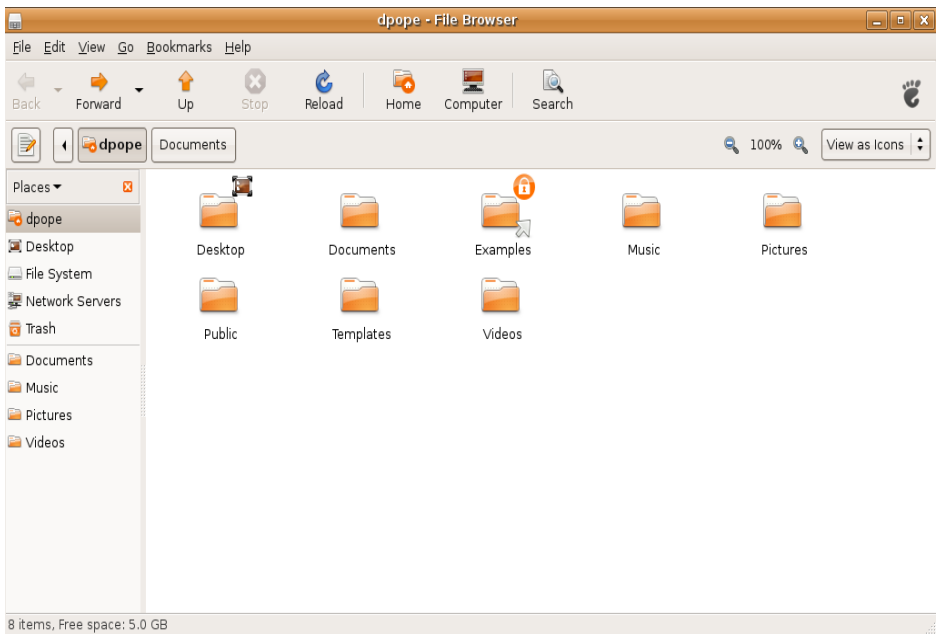 dpope - File Browser
File Edit View Go Bookmarks Help
Back Forward Up Stop Reload Home Computer Search
dpope Documents 100% View as Icons
Places
dpope
Desktop
File System
Network Servers
Trash
Documents
Music
Pictures
Videos
Desktop Documents Examples Music Pictures
Public Templates Videos
8 items, Free space: 5.0 GB